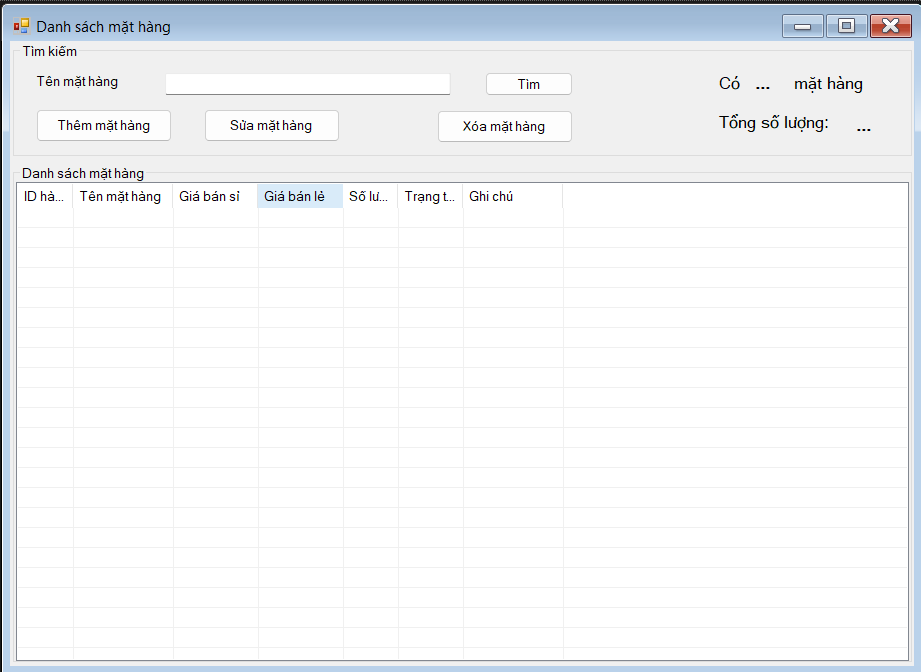 Danh sách mặt hàng
Tìm kiếm
Tên mặt hàng Tìm Có ... mặt hàng
Thêm mặt hàng Sửa mặt hàng Xóa mặt hàng Tổng số lượng: ...
Danh sách mặt hàng
ID hà... Tên mặt hàng Giá bán sỉ Giá bán lẻ Số lư... Trạng t... Ghi chú